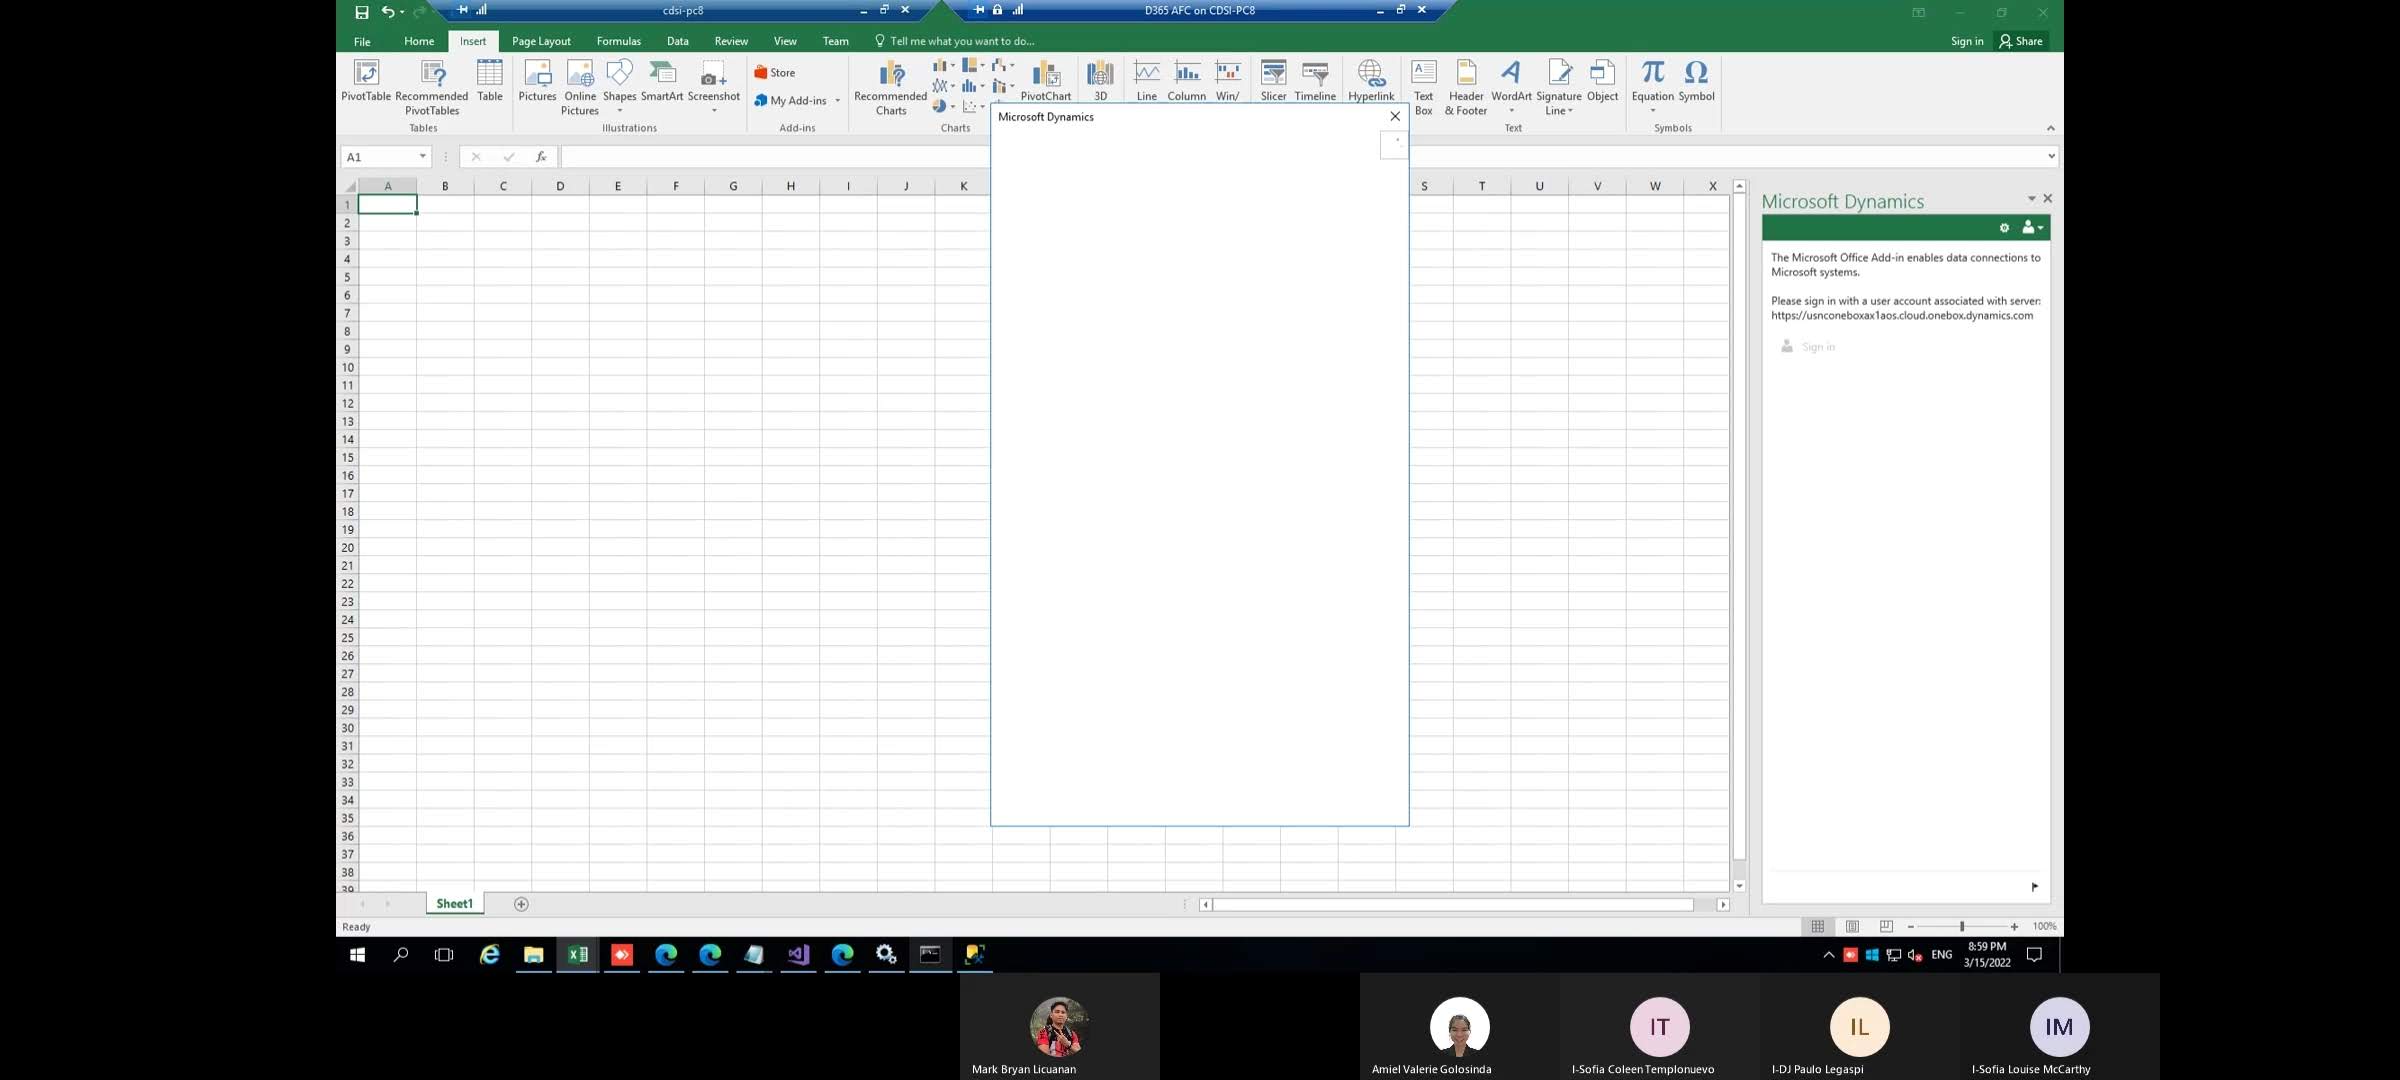 cdsi-pc8
D365 AFC on CDSI-PC8
File
Home
Insert
Page Layout
Formulas
Data
Review
View
Team
Tell me what you want to do...
Sign in
Share
PivotTable
Recommended
PivotTables
Table
Tables
Pictures
Online
Pictures
Shapes
SmartArt
Screenshot
Illustrations
Store
My Add-ins
Add-ins
Recommended
Charts
PivotChart
Charts
3D
Line
Column
Win/
Slicer
Timeline
Hyperlink
Text
Box
Header
& Footer
WordArt
Signature
Line
Object
Text
Equation
Symbol
Symbols
A1
fx
Microsoft Dynamics
A B C D E F G H I J K S T U V W X
1
2
3
4
5
6
7
8
9
10
11
12
13
14
15
16
17
18
19
20
21
22
23
24
25
26
27
28
29
30
31
32
33
34
35
36
37
38
39
Microsoft Dynamics
The Microsoft Office Add-in enables data connections to
Microsoft systems.
Please sign in with a user account associated with server:
https://usnconeboxax1aos.cloud.onebox.dynamics.com
Sign in
Sheet1
Ready
100%
ENG
8:59 PM
3/15/2022
IT
IL
IM
Mark Bryan Licuanan
Amiel Valerie Golosinda
I-Sofia Coleen Templonuevo
I-DJ Paulo Legaspi
I-Sofia Louise McCarthy